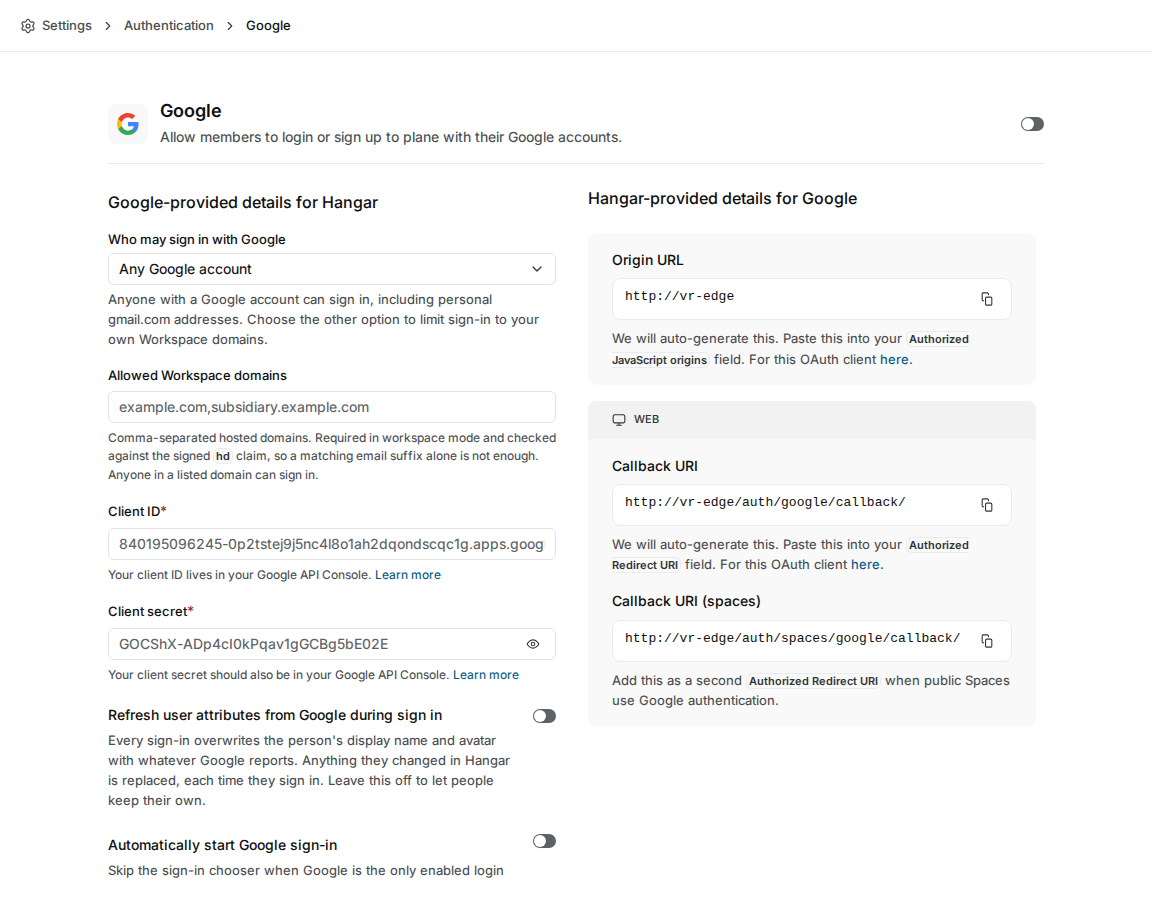 Settings > Authentication > Google
Google
Allow members to login or sign up to plane with their Google accounts.
Google-provided details for Hangar
Who may sign in with Google
Any Google account
Anyone with a Google account can sign in, including personal
gmail.com addresses. Choose the other option to limit sign-in to your
own Workspace domains.
Allowed Workspace domains
example.com,subsidiary.example.com
Comma-separated hosted domains. Required in workspace mode and checked
against the signed hd claim, so a matching email suffix alone is not enough.
Anyone in a listed domain can sign in.
Client ID*
840195096245-0p2tstej9j5nc4l8o1ah2dqondscqc1g.apps.goog
Your client ID lives in your Google API Console. Learn more
Client secret*
GOCShX-ADp4cI0kPqav1gGCBg5bE02E
Your client secret should also be in your Google API Console. Learn more
Refresh user attributes from Google during sign in
Every sign-in overwrites the person's display name and avatar
with whatever Google reports. Anything they changed in Hangar
is replaced, each time they sign in. Leave this off to let people
keep their own.
Automatically start Google sign-in
Skip the sign-in chooser when Google is the only enabled login
Hangar-provided details for Google
Origin URL
http://vr-edge
We will auto-generate this. Paste this into your Authorized
JavaScript origins field. For this OAuth client here.
WEB
Callback URI
http://vr-edge/auth/google/callback/
We will auto-generate this. Paste this into your Authorized
Redirect URI field. For this OAuth client here.
Callback URI (spaces)
http://vr-edge/auth/spaces/google/callback/
Add this as a second Authorized Redirect URI when public Spaces
use Google authentication.